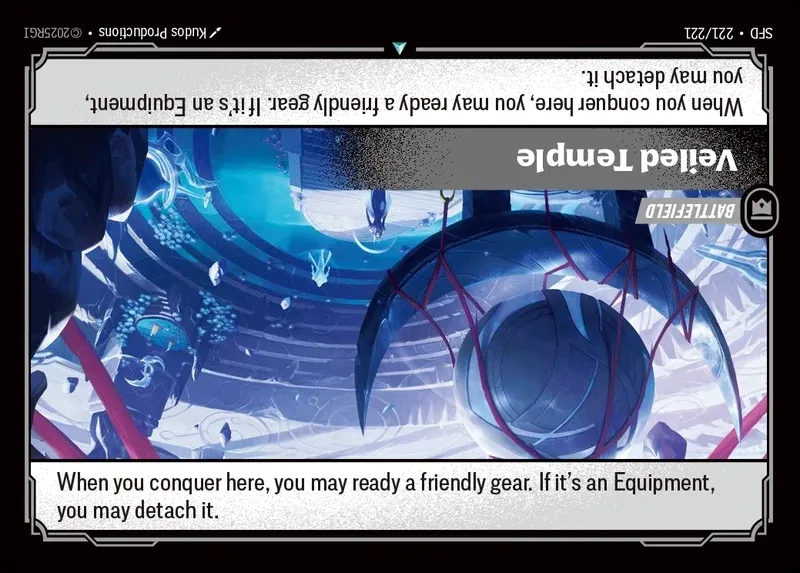 SFD • 221/221
Kudos Productions • ©2025RGI
When you conquer here, you may ready a friendly gear. If it's an Equipment,
you may detach it.
Veiled Temple
BATTLEFIELD
When you conquer here, you may ready a friendly gear. If it's an Equipment,
you may detach it.